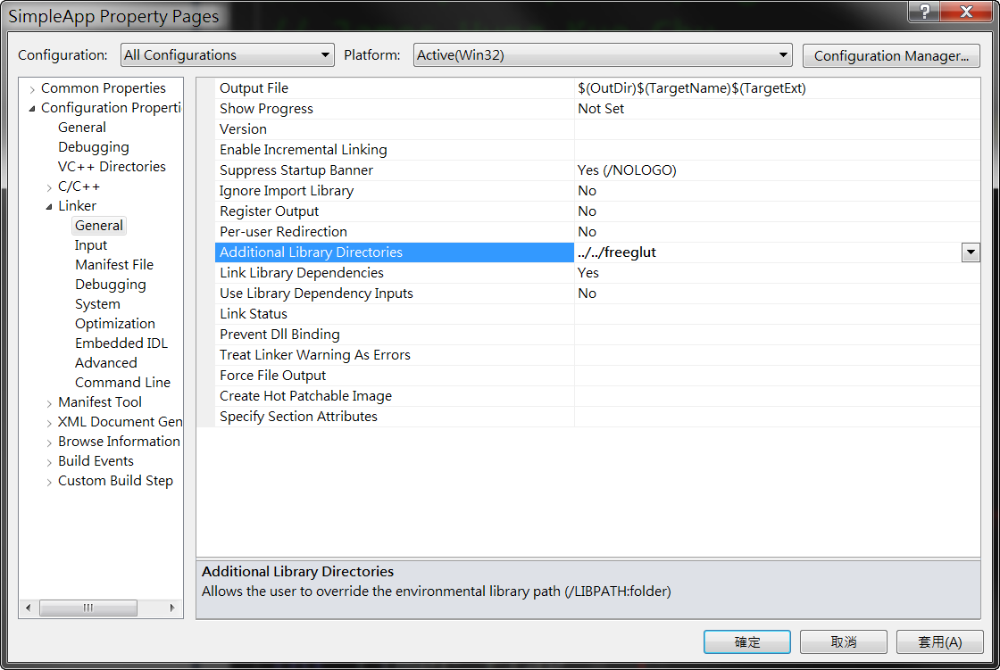 SimpleApp Property Pages
Configuration: All Configurations Platform: Active(Win32) Configuration Manager...
Common Properties
Configuration Properti
General
Debugging
VC++ Directories
C/C++
Linker
General
Input
Manifest File
Debugging
System
Optimization
Embedded IDL
Advanced
Command Line
Manifest Tool
XML Document Gen
Browse Information
Build Events
Custom Build Step
Output File $(OutDir)$(TargetName)$(TargetExt)
Show Progress Not Set
Version
Enable Incremental Linking
Suppress Startup Banner Yes (/NOLOGO)
Ignore Import Library No
Register Output No
Per-user Redirection No
Additional Library Directories ../../freeglut
Link Library Dependencies Yes
Use Library Dependency Inputs No
Link Status
Prevent Dll Binding
Treat Linker Warning As Errors
Force File Output
Create Hot Patchable Image
Specify Section Attributes
Additional Library Directories
Allows the user to override the environmental library path (/LIBPATH:folder)
確定 取消 套用(A)